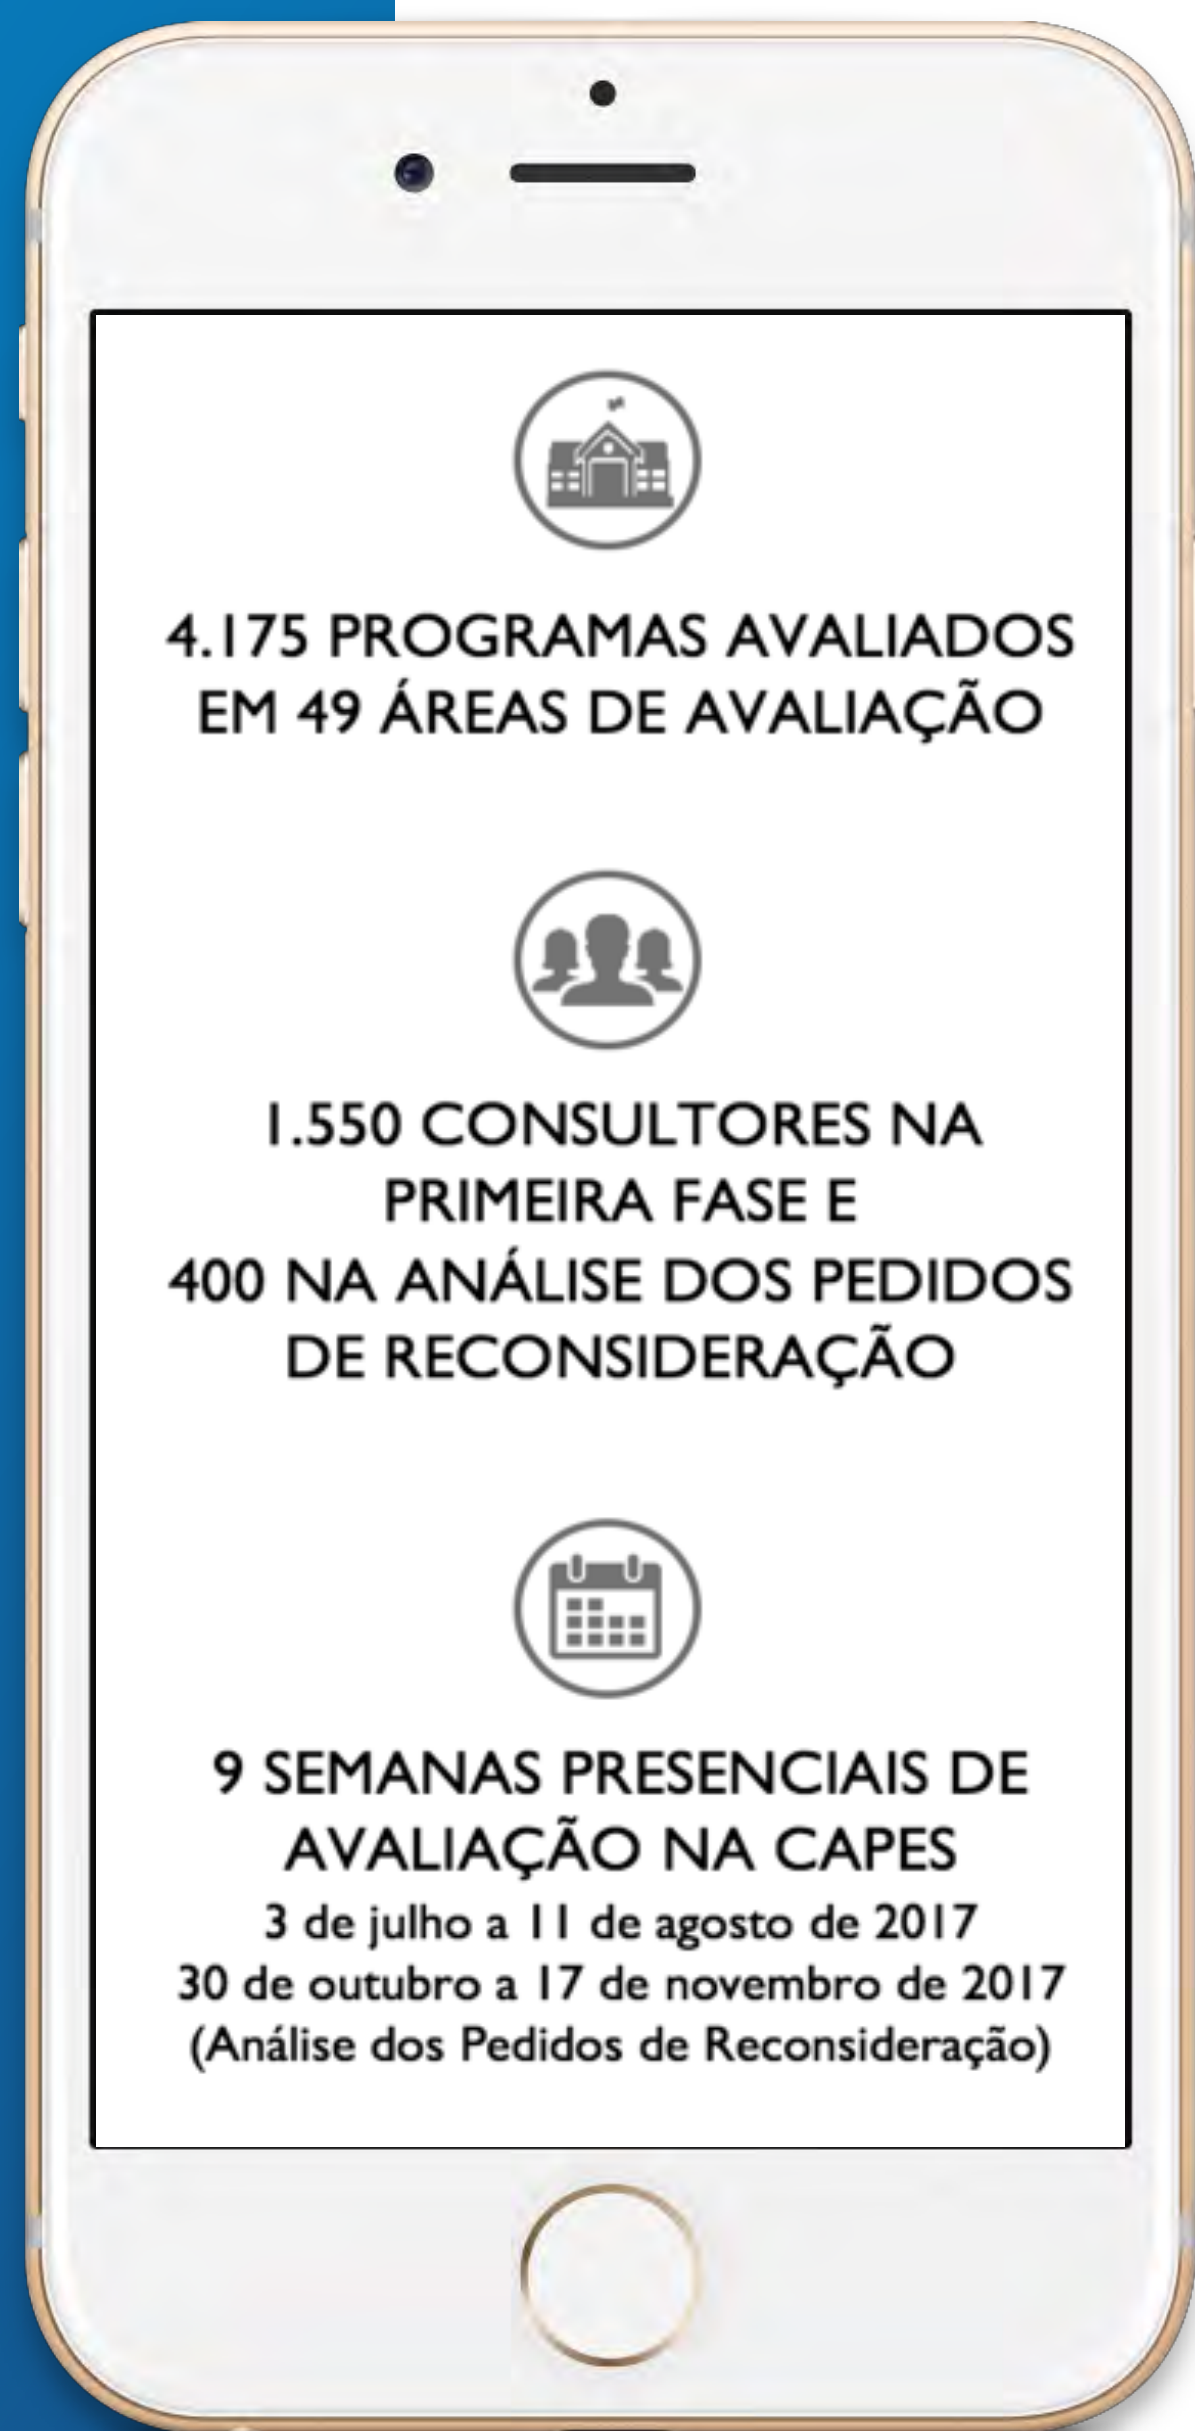 4.175 PROGRAMAS AVALIADOS
EM 49 ÁREAS DE AVALIAÇÃO
1.550 CONSULTORES NA
PRIMEIRA FASE E
400 NA ANÁLISE DOS PEDIDOS
DE RECONSIDERAÇÃO
9 SEMANAS PRESENCIAIS DE
AVALIAÇÃO NA CAPES
3 de julho a 11 de agosto de 2017
30 de outubro a 17 de novembro de 2017
(Análise dos Pedidos de Reconsideração)